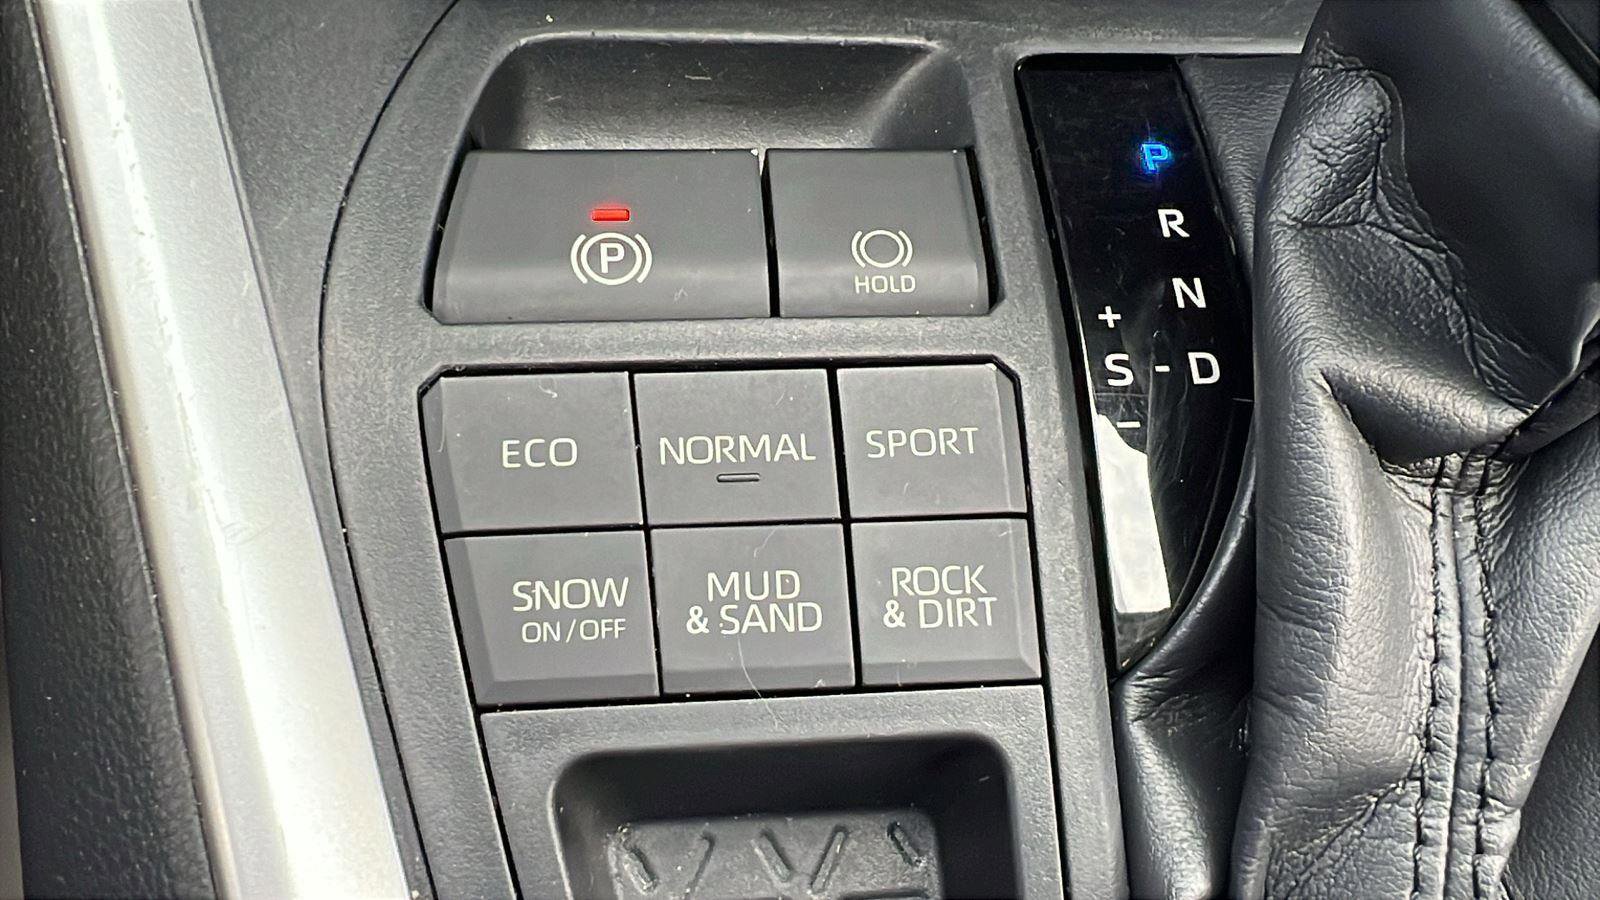 P
HOLD
P
R
N
+
S - D
–
ECO
NORMAL
SPORT
SNOW
ON/OFF
MUD
& SAND
ROCK
& DIRT